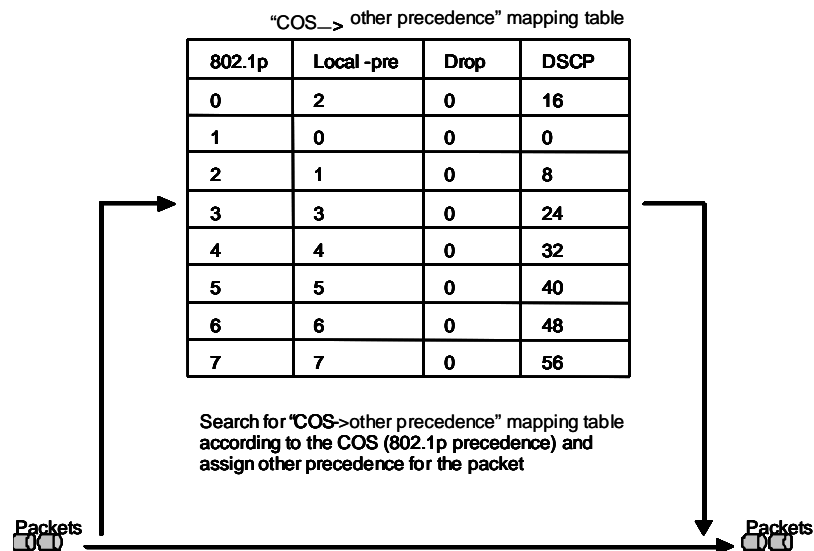 “COS—> other precedence” mapping table
802.1p Local -pre Drop DSCP
0 2 0 16
1 0 0 0
2 1 0 8
3 3 0 24
4 4 0 32
5 5 0 40
6 6 0 48
7 7 0 56
Search for “COS->other precedence” mapping table
according to the COS (802.1p precedence) and
assign other precedence for the packet
Packets Packets